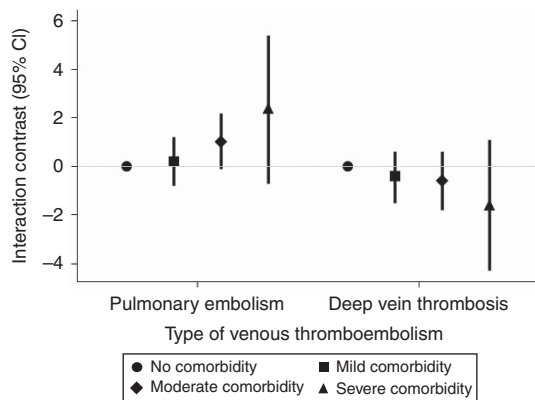 Interaction contrast (95% CI)
6
4
2
0
−2
−4
Pulmonary embolism Deep vein thrombosis
Type of venous thromboembolism
No comorbidity Mild comorbidity
Moderate comorbidity Severe comorbidity